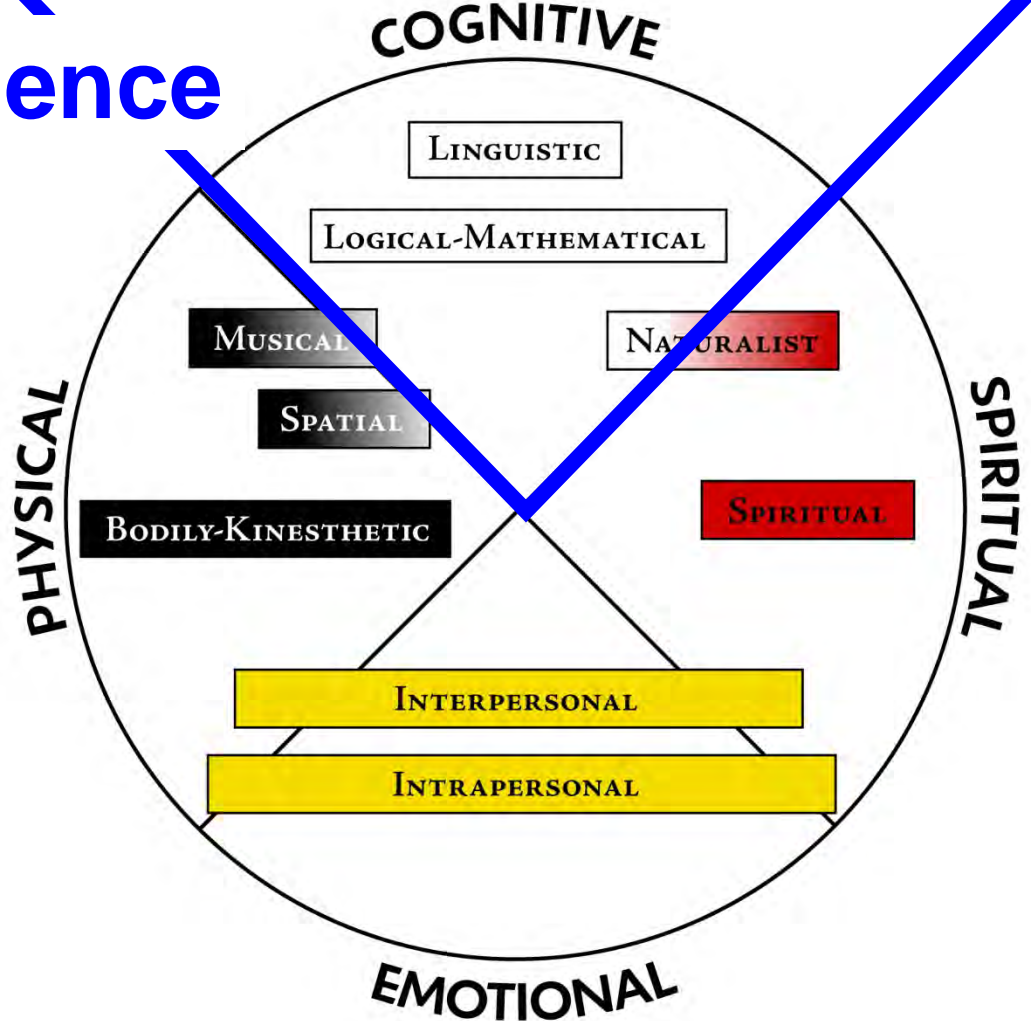 COGNITIVE
ence
LINGUISTIC
LOGICAL-MATHEMATICAL
MUSICAL
NATURALIST
SPATIAL
PHYSICAL
SPIRITUAL
SPIRITUAL
BODILY-KINESTHETIC
INTERPERSONAL
INTRAPERSONAL
EMOTIONAL